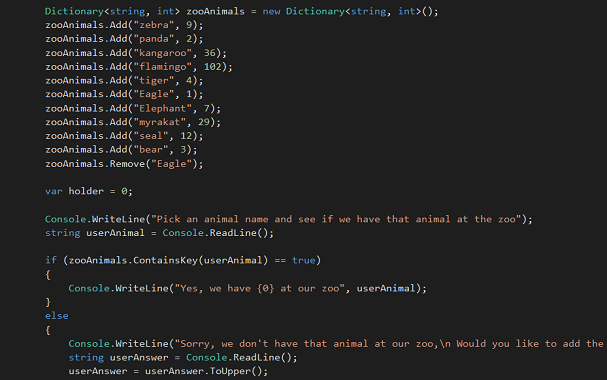 Dictionary<string, int> zooAnimals = new Dictionary<string, int>();
zooAnimals.Add("zebra", 9);
zooAnimals.Add("panda", 2);
zooAnimals.Add("kangaroo", 36);
zooAnimals.Add("flamingo", 102);
zooAnimals.Add("tiger", 4);
zooAnimals.Add("Eagle", 1);
zooAnimals.Add("Elephant", 7);
zooAnimals.Add("myrakat", 29);
zooAnimals.Add("seal", 12);
zooAnimals.Add("bear", 3);
zooAnimals.Remove("Eagle");
var holder = 0;
Console.WriteLine("Pick an animal name and see if we have that animal at the zoo");
string userAnimal = Console.ReadLine();
if (zooAnimals.ContainsKey(userAnimal) == true)
{
Console.WriteLine("Yes, we have {0} at our zoo", userAnimal);
}
else
{
Console.WriteLine("Sorry, we don't have that animal at our zoo,\n Would you like to add the
string userAnswer = Console.ReadLine();
userAnswer = userAnswer.ToUpper();